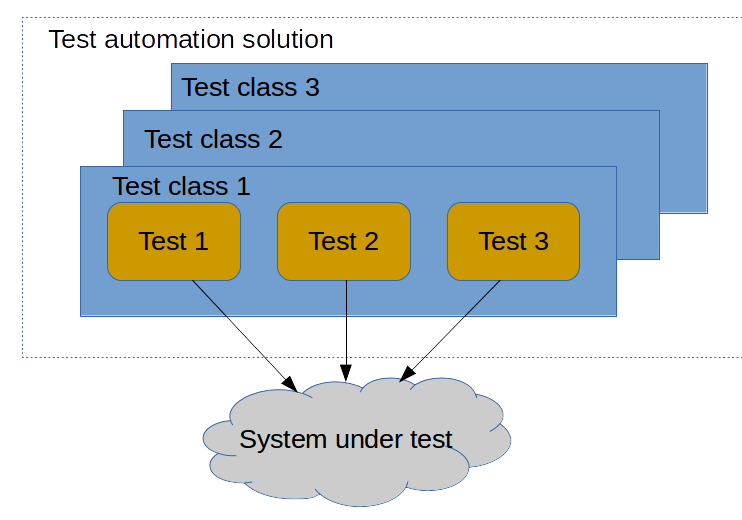 Test automation solution
Test class 3
Test class 2
Test class 1
Test 1
Test 2
Test 3
System under test